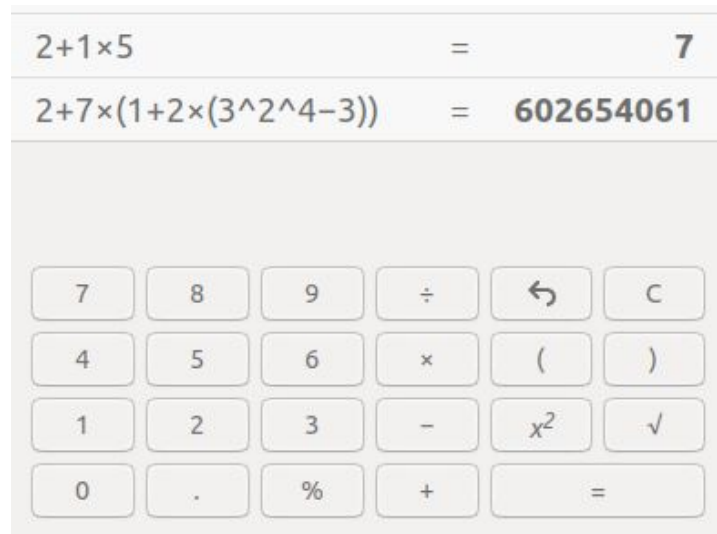 2+1×5 = 7
2+7×(1+2×(3^2^4−3)) = 602654061
7 8 9 ÷ C
4 5 6 × ( )
1 2 3 − x² √
0 . % + =